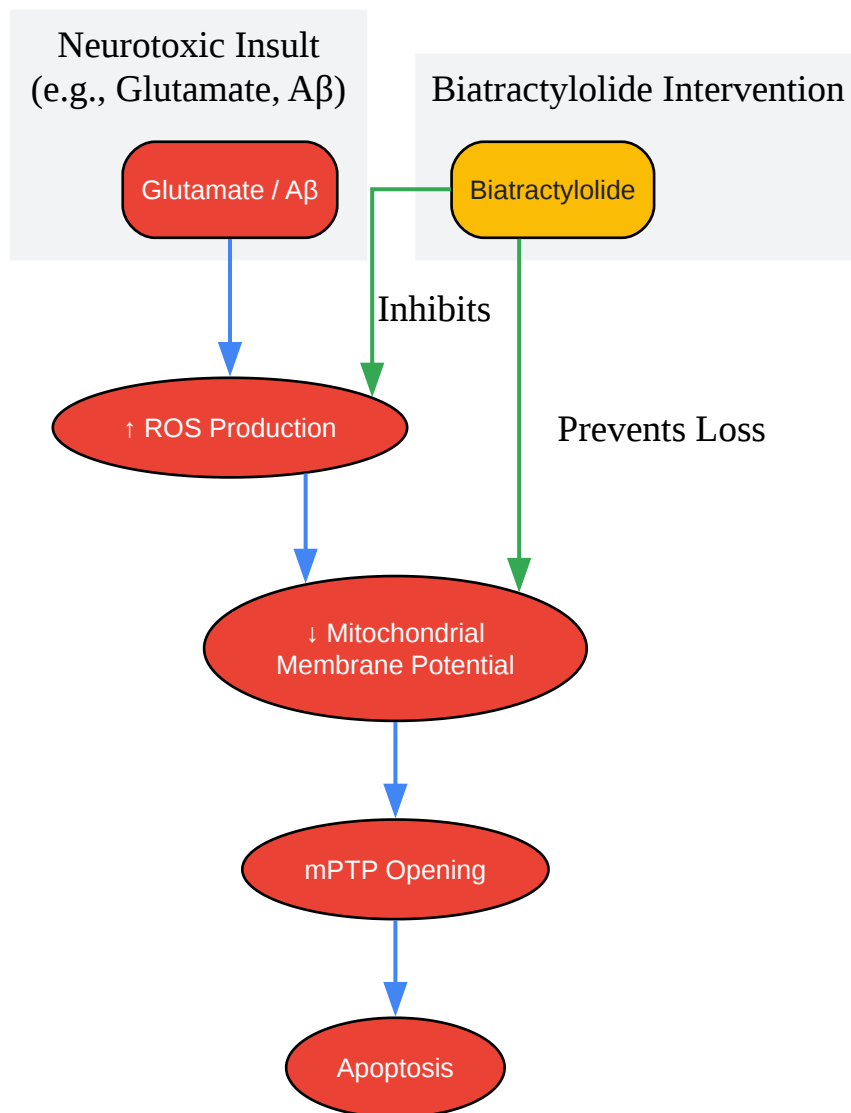 Neurotoxic Insult
(e.g., Glutamate, Aβ)
Biatractylolide Intervention
Glutamate / Aβ
Biatractylolide
Inhibits
↑ ROS Production
Prevents Loss
↓ Mitochondrial
Membrane Potential
mPTP Opening
Apoptosis